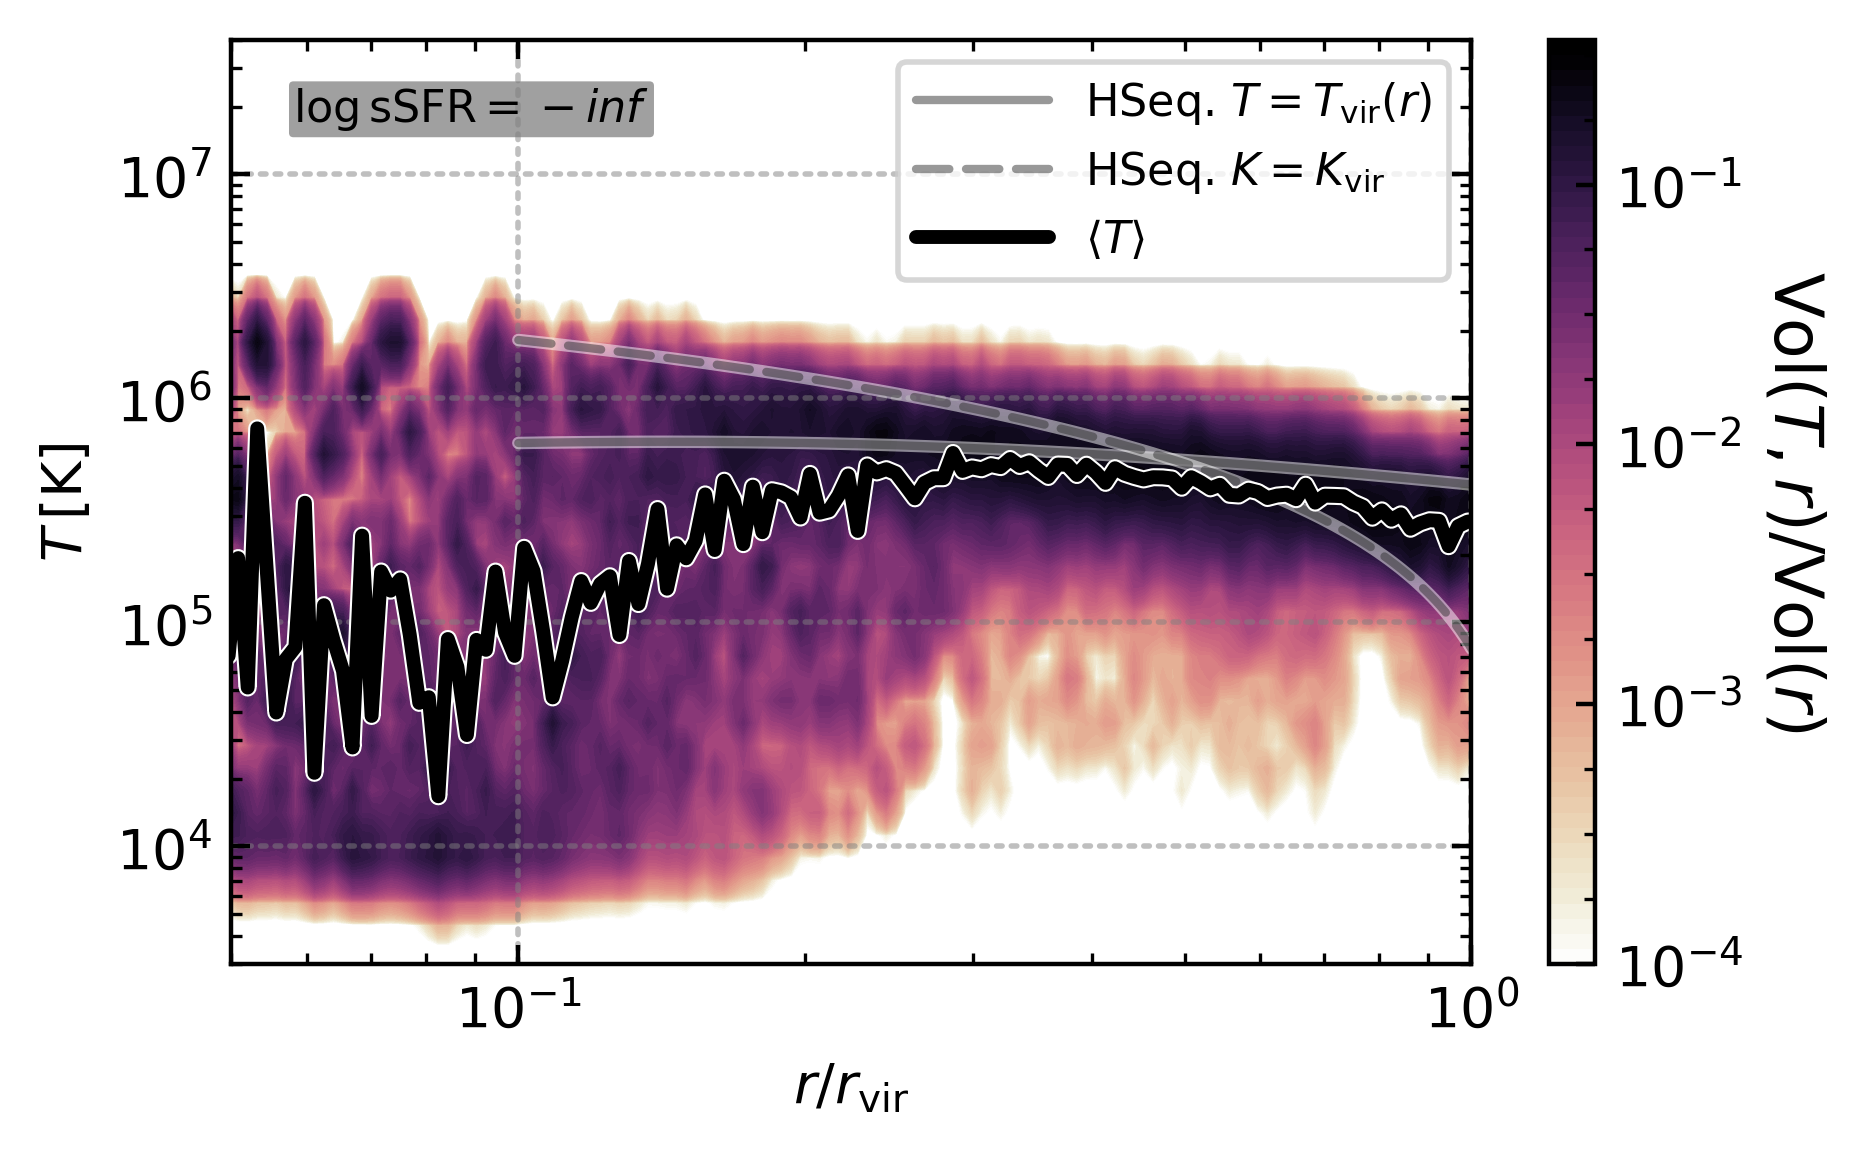 log sSFR = −inf
HSeq. T = T_vir(r)
HSeq. K = K_vir
⟨T⟩
10^7
10^6
10^5
10^4
T [K]
10^−1
10^0
r/r_vir
10^−1
10^−2
10^−3
10^−4
Vol(T, r)/Vol(r)